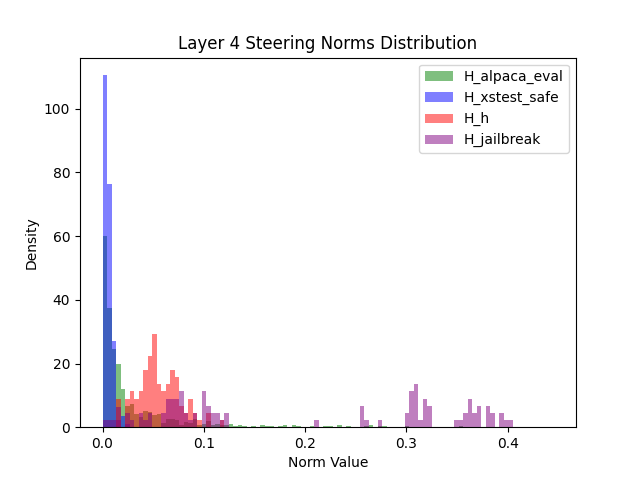 Layer 4 Steering Norms Distribution
H_alpaca_eval
H_xstest_safe
H_h
H_jailbreak
Density
100
80
60
40
20
0
0.0 0.1 0.2 0.3 0.4
Norm Value